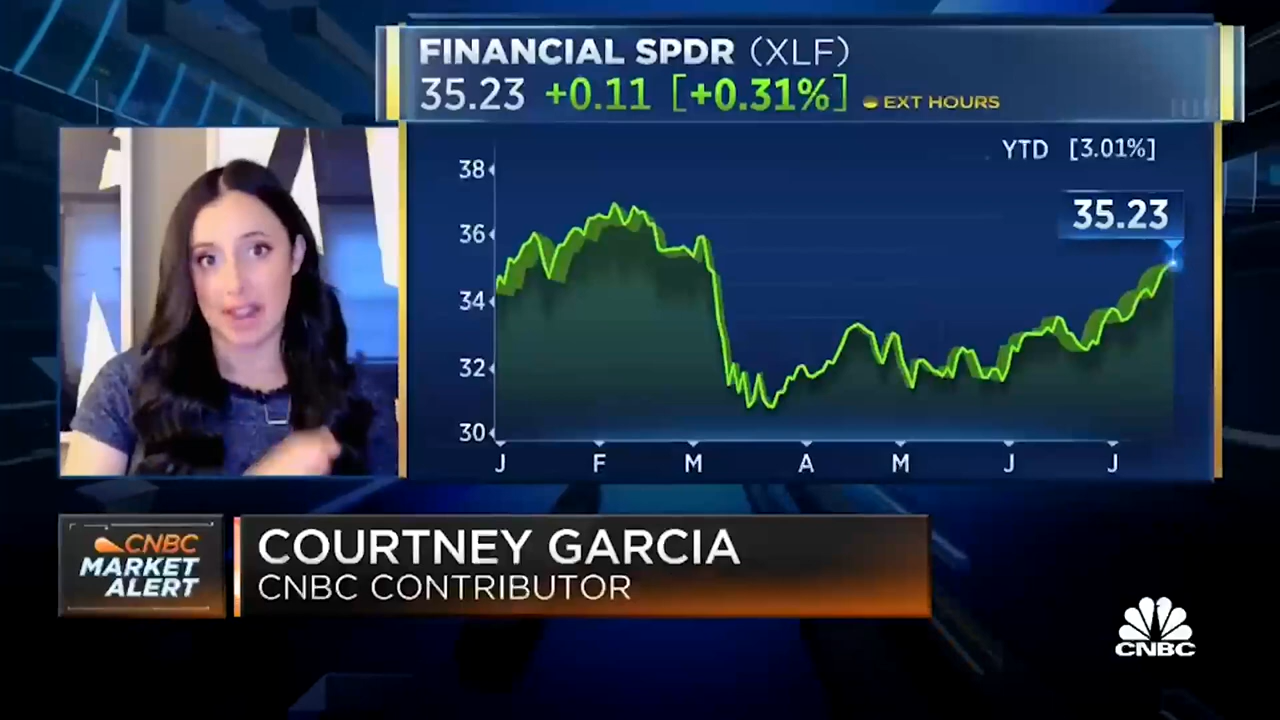 FINANCIAL SPDR (XLF)
35.23 +0.11 [+0.31%] EXT HOURS
YTD [3.01%]
35.23
38
36
34
32
30
J F M A M J J
CNBC
MARKET
ALERT
COURTNEY GARCIA
CNBC CONTRIBUTOR
CNBC